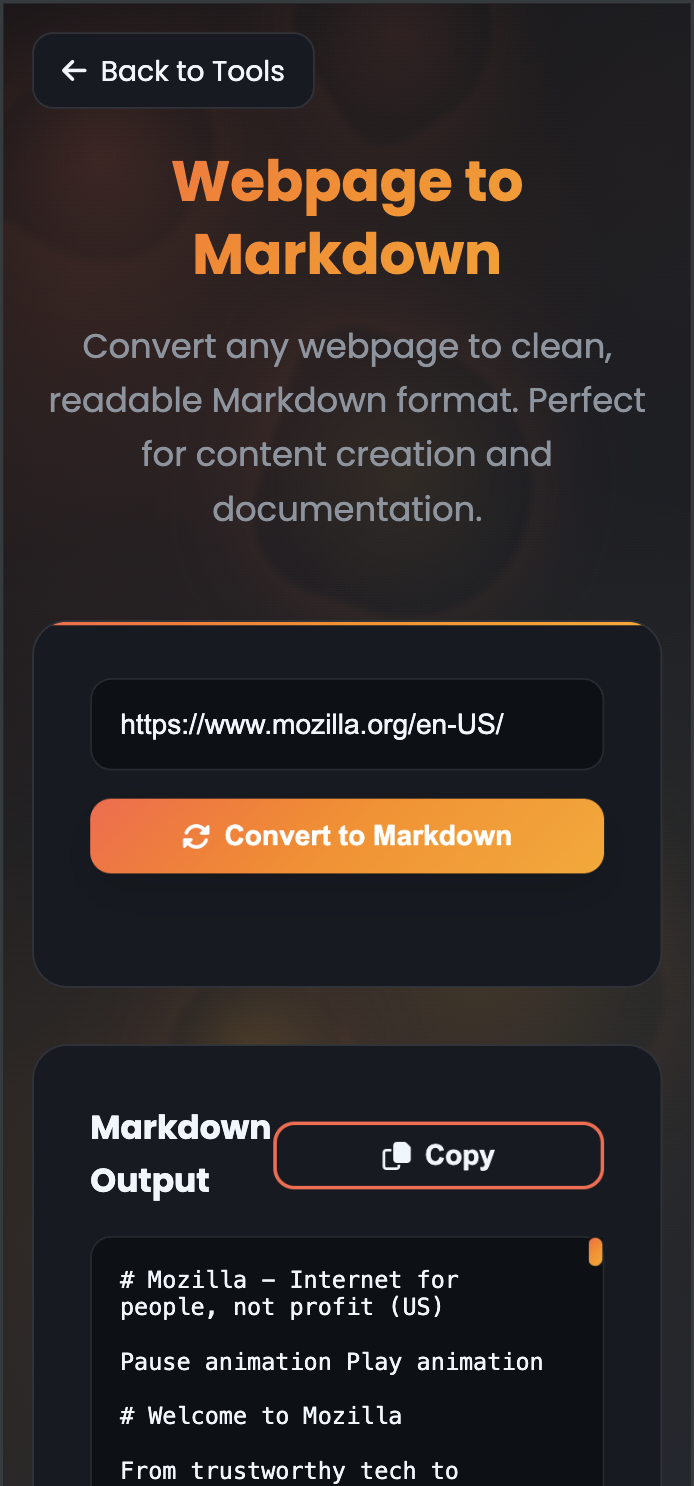 Back to Tools
Webpage to
Markdown
Convert any webpage to clean,
readable Markdown format. Perfect
for content creation and
documentation.
https://www.mozilla.org/en-US/
Convert to Markdown
Markdown
Output
Copy
# Mozilla – Internet for
people, not profit (US)
Pause animation Play animation
# Welcome to Mozilla
From trustworthy tech to